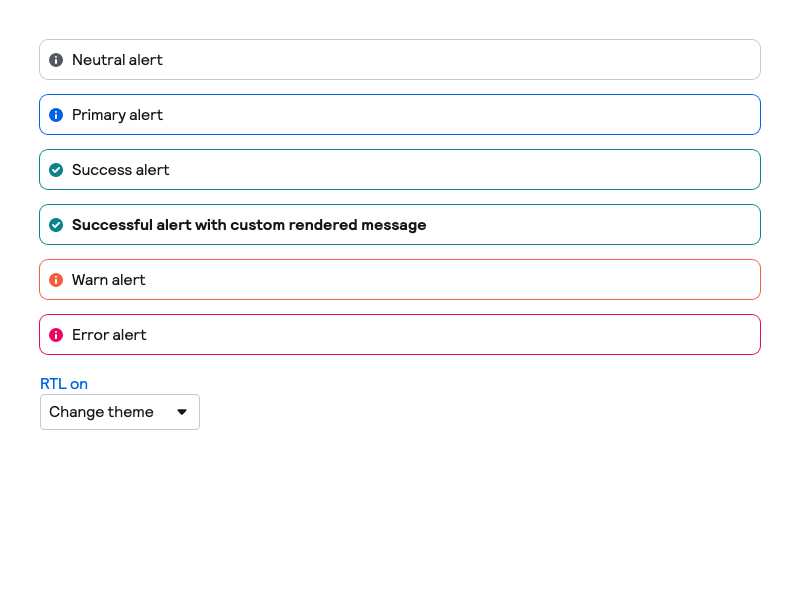 Neutral alert
Primary alert
Success alert
Successful alert with custom rendered message
Warn alert
Error alert
RTL on
Change theme